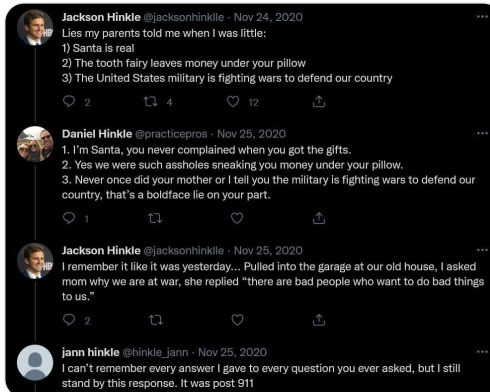 Jackson Hinkle @jacksonhinklle · Nov 24, 2020
Lies my parents told me when I was little:
1) Santa is real
2) The tooth fairy leaves money under your pillow
3) The United States military is fighting wars to defend our country
2 4 12
Daniel Hinkle @practicepros · Nov 25, 2020
1. I'm Santa, you never complained when you got the gifts.
2. Yes we were such assholes sneaking you money under your pillow.
3. Never once did your mother or I tell you the military is fighting wars to defend our
country, that's a boldface lie on your part.
1
Jackson Hinkle @jacksonhinklle · Nov 25, 2020
I remember it like it was yesterday... Pulled into the garage at our old house, I asked
mom why we are at war, she replied “there are bad people who want to do bad things
to us.”
2
jann hinkle @hinkle_jann · Nov 25, 2020
I can't remember every answer I gave to every question you ever asked, but I still
stand by this response. It was post 911